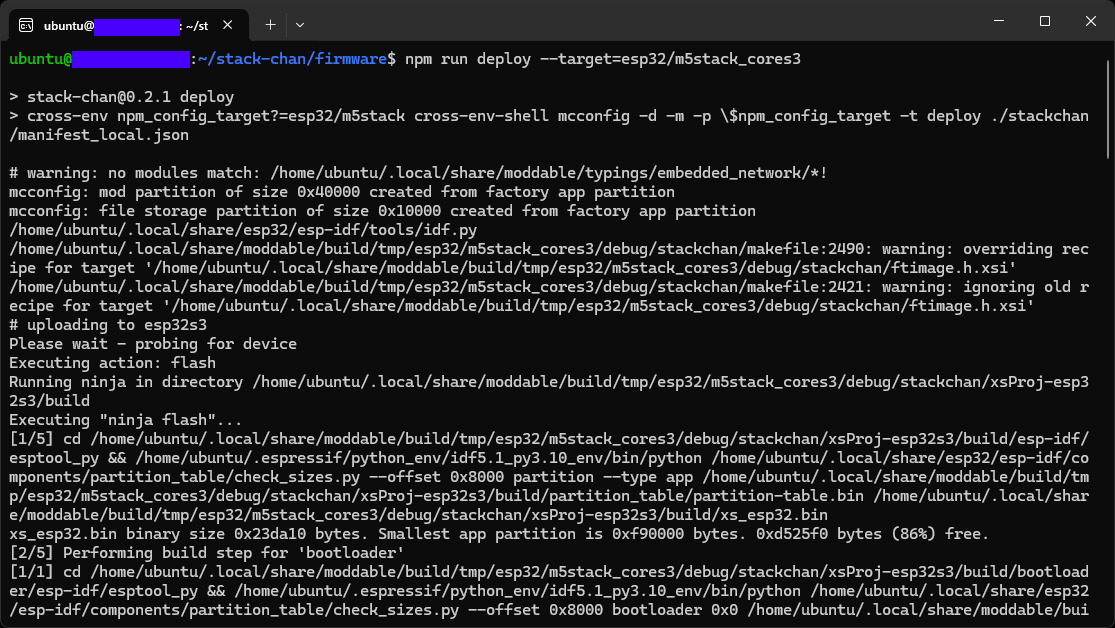 ubuntu@ : ~/st
ubuntu@ :~/stack-chan/firmware$ npm run deploy --target=esp32/m5stack_cores3
> stack-chan@0.2.1 deploy
> cross-env npm_config_target?=esp32/m5stack cross-env-shell mcconfig -d -m -p \$npm_config_target -t deploy ./stackchan
/manifest_local.json
# warning: no modules match: /home/ubuntu/.local/share/moddable/typings/embedded_network/*!
mcconfig: mod partition of size 0x40000 created from factory app partition
mcconfig: file storage partition of size 0x10000 created from factory app partition
/home/ubuntu/.local/share/esp32/esp-idf/tools/idf.py
/home/ubuntu/.local/share/moddable/build/tmp/esp32/m5stack_cores3/debug/stackchan/makefile:2490: warning: overriding rec
ipe for target '/home/ubuntu/.local/share/moddable/build/tmp/esp32/m5stack_cores3/debug/stackchan/ftimage.h.xsi'
/home/ubuntu/.local/share/moddable/build/tmp/esp32/m5stack_cores3/debug/stackchan/makefile:2421: warning: ignoring old r
ecipe for target '/home/ubuntu/.local/share/moddable/build/tmp/esp32/m5stack_cores3/debug/stackchan/ftimage.h.xsi'
# uploading to esp32s3
Please wait - probing for device
Executing action: flash
Running ninja in directory /home/ubuntu/.local/share/moddable/build/tmp/esp32/m5stack_cores3/debug/stackchan/xsProj-esp3
2s3/build
Executing "ninja flash"...
[1/5] cd /home/ubuntu/.local/share/moddable/build/tmp/esp32/m5stack_cores3/debug/stackchan/xsProj-esp32s3/build/esp-idf/
esptool_py && /home/ubuntu/.espressif/python_env/idf5.1_py3.10_env/bin/python /home/ubuntu/.local/share/esp32/esp-idf/co
mponents/partition_table/check_sizes.py --offset 0x8000 partition --type app /home/ubuntu/.local/share/moddable/build/tm
p/esp32/m5stack_cores3/debug/stackchan/xsProj-esp32s3/build/partition_table/partition-table.bin /home/ubuntu/.local/shar
e/moddable/build/tmp/esp32/m5stack_cores3/debug/stackchan/xsProj-esp32s3/build/xs_esp32.bin
xs_esp32.bin binary size 0x23da10 bytes. Smallest app partition is 0xf90000 bytes. 0xd525f0 bytes (86%) free.
[2/5] Performing build step for 'bootloader'
[1/1] cd /home/ubuntu/.local/share/moddable/build/tmp/esp32/m5stack_cores3/debug/stackchan/xsProj-esp32s3/build/bootload
er/esp-idf/esptool_py && /home/ubuntu/.espressif/python_env/idf5.1_py3.10_env/bin/python /home/ubuntu/.local/share/esp32
/esp-idf/components/partition_table/check_sizes.py --offset 0x8000 bootloader 0x0 /home/ubuntu/.local/share/moddable/bui